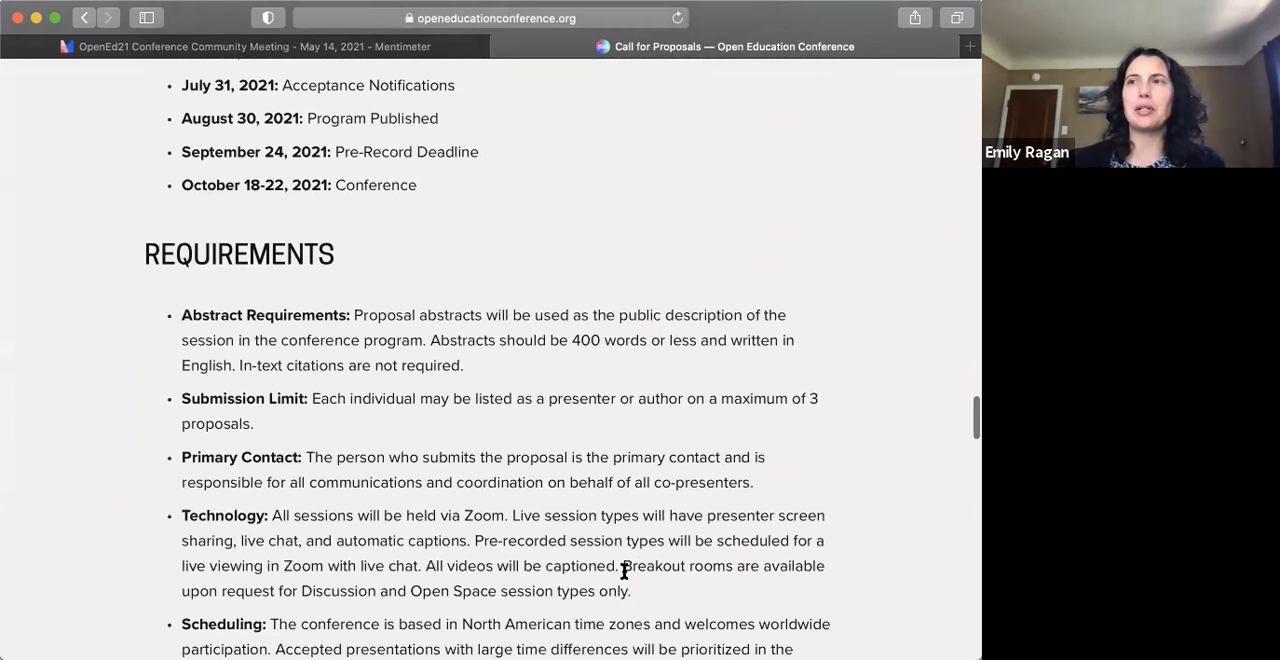 openeducationconference.org
OpenEd21 Conference Community Meeting - May 14, 2021 - Mentimeter
Call for Proposals — Open Education Conference
• July 31, 2021: Acceptance Notifications
• August 30, 2021: Program Published
• September 24, 2021: Pre-Record Deadline
• October 18-22, 2021: Conference
REQUIREMENTS
• Abstract Requirements: Proposal abstracts will be used as the public description of the
session in the conference program. Abstracts should be 400 words or less and written in
English. In-text citations are not required.
• Submission Limit: Each individual may be listed as a presenter or author on a maximum of 3
proposals.
• Primary Contact: The person who submits the proposal is the primary contact and is
responsible for all communications and coordination on behalf of all co-presenters.
• Technology: All sessions will be held via Zoom. Live session types will have presenter screen
sharing, live chat, and automatic captions. Pre-recorded session types will be scheduled for a
live viewing in Zoom with live chat. All videos will be captioned. Breakout rooms are available
upon request for Discussion and Open Space session types only.
• Scheduling: The conference is based in North American time zones and welcomes worldwide
participation. Accepted presentations with large time differences will be prioritized in the
Emily Ragan